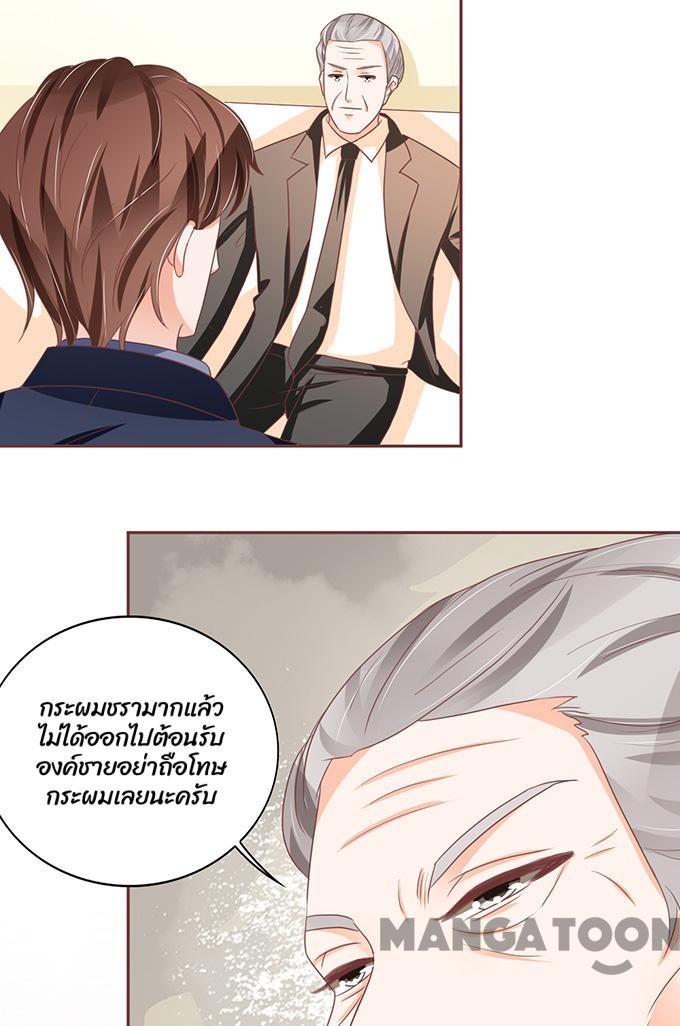 กระผมชรามากแล้ว
ไม่ได้ออกไปต้อนรับ
องค์ชายอย่าถือโทษ
กระผมเลยนะครับ
MANGATOON